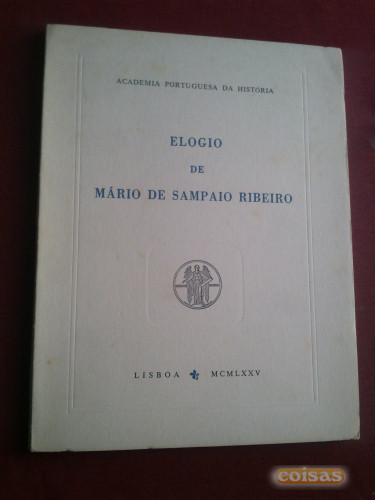 ACADEMIA PORTUGUESA DA HISTÓRIA
ELOGIO
DE
MÁRIO DE SAMPAIO RIBEIRO
LISBOA MCMLXXV
coisas